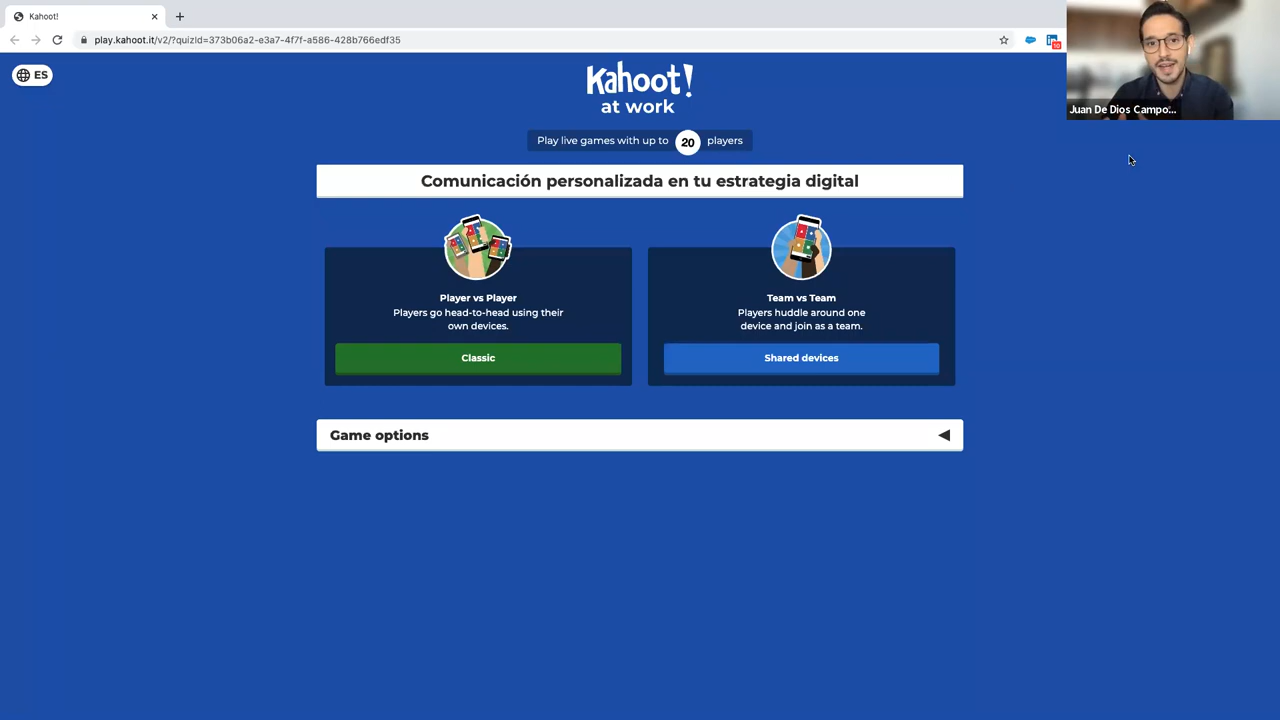 Kahoot!
play.kahoot.it/v2/?quizId=373b06a2-e3a7-4f7f-a586-428b766edf35
ES
Kahoot!
at work
Play live games with up to 20 players
Comunicación personalizada en tu estrategia digital
Player vs Player
Players go head-to-head using their
own devices.
Classic
Team vs Team
Players huddle around one
device and join as a team.
Shared devices
Game options
Juan De Dios Campo...